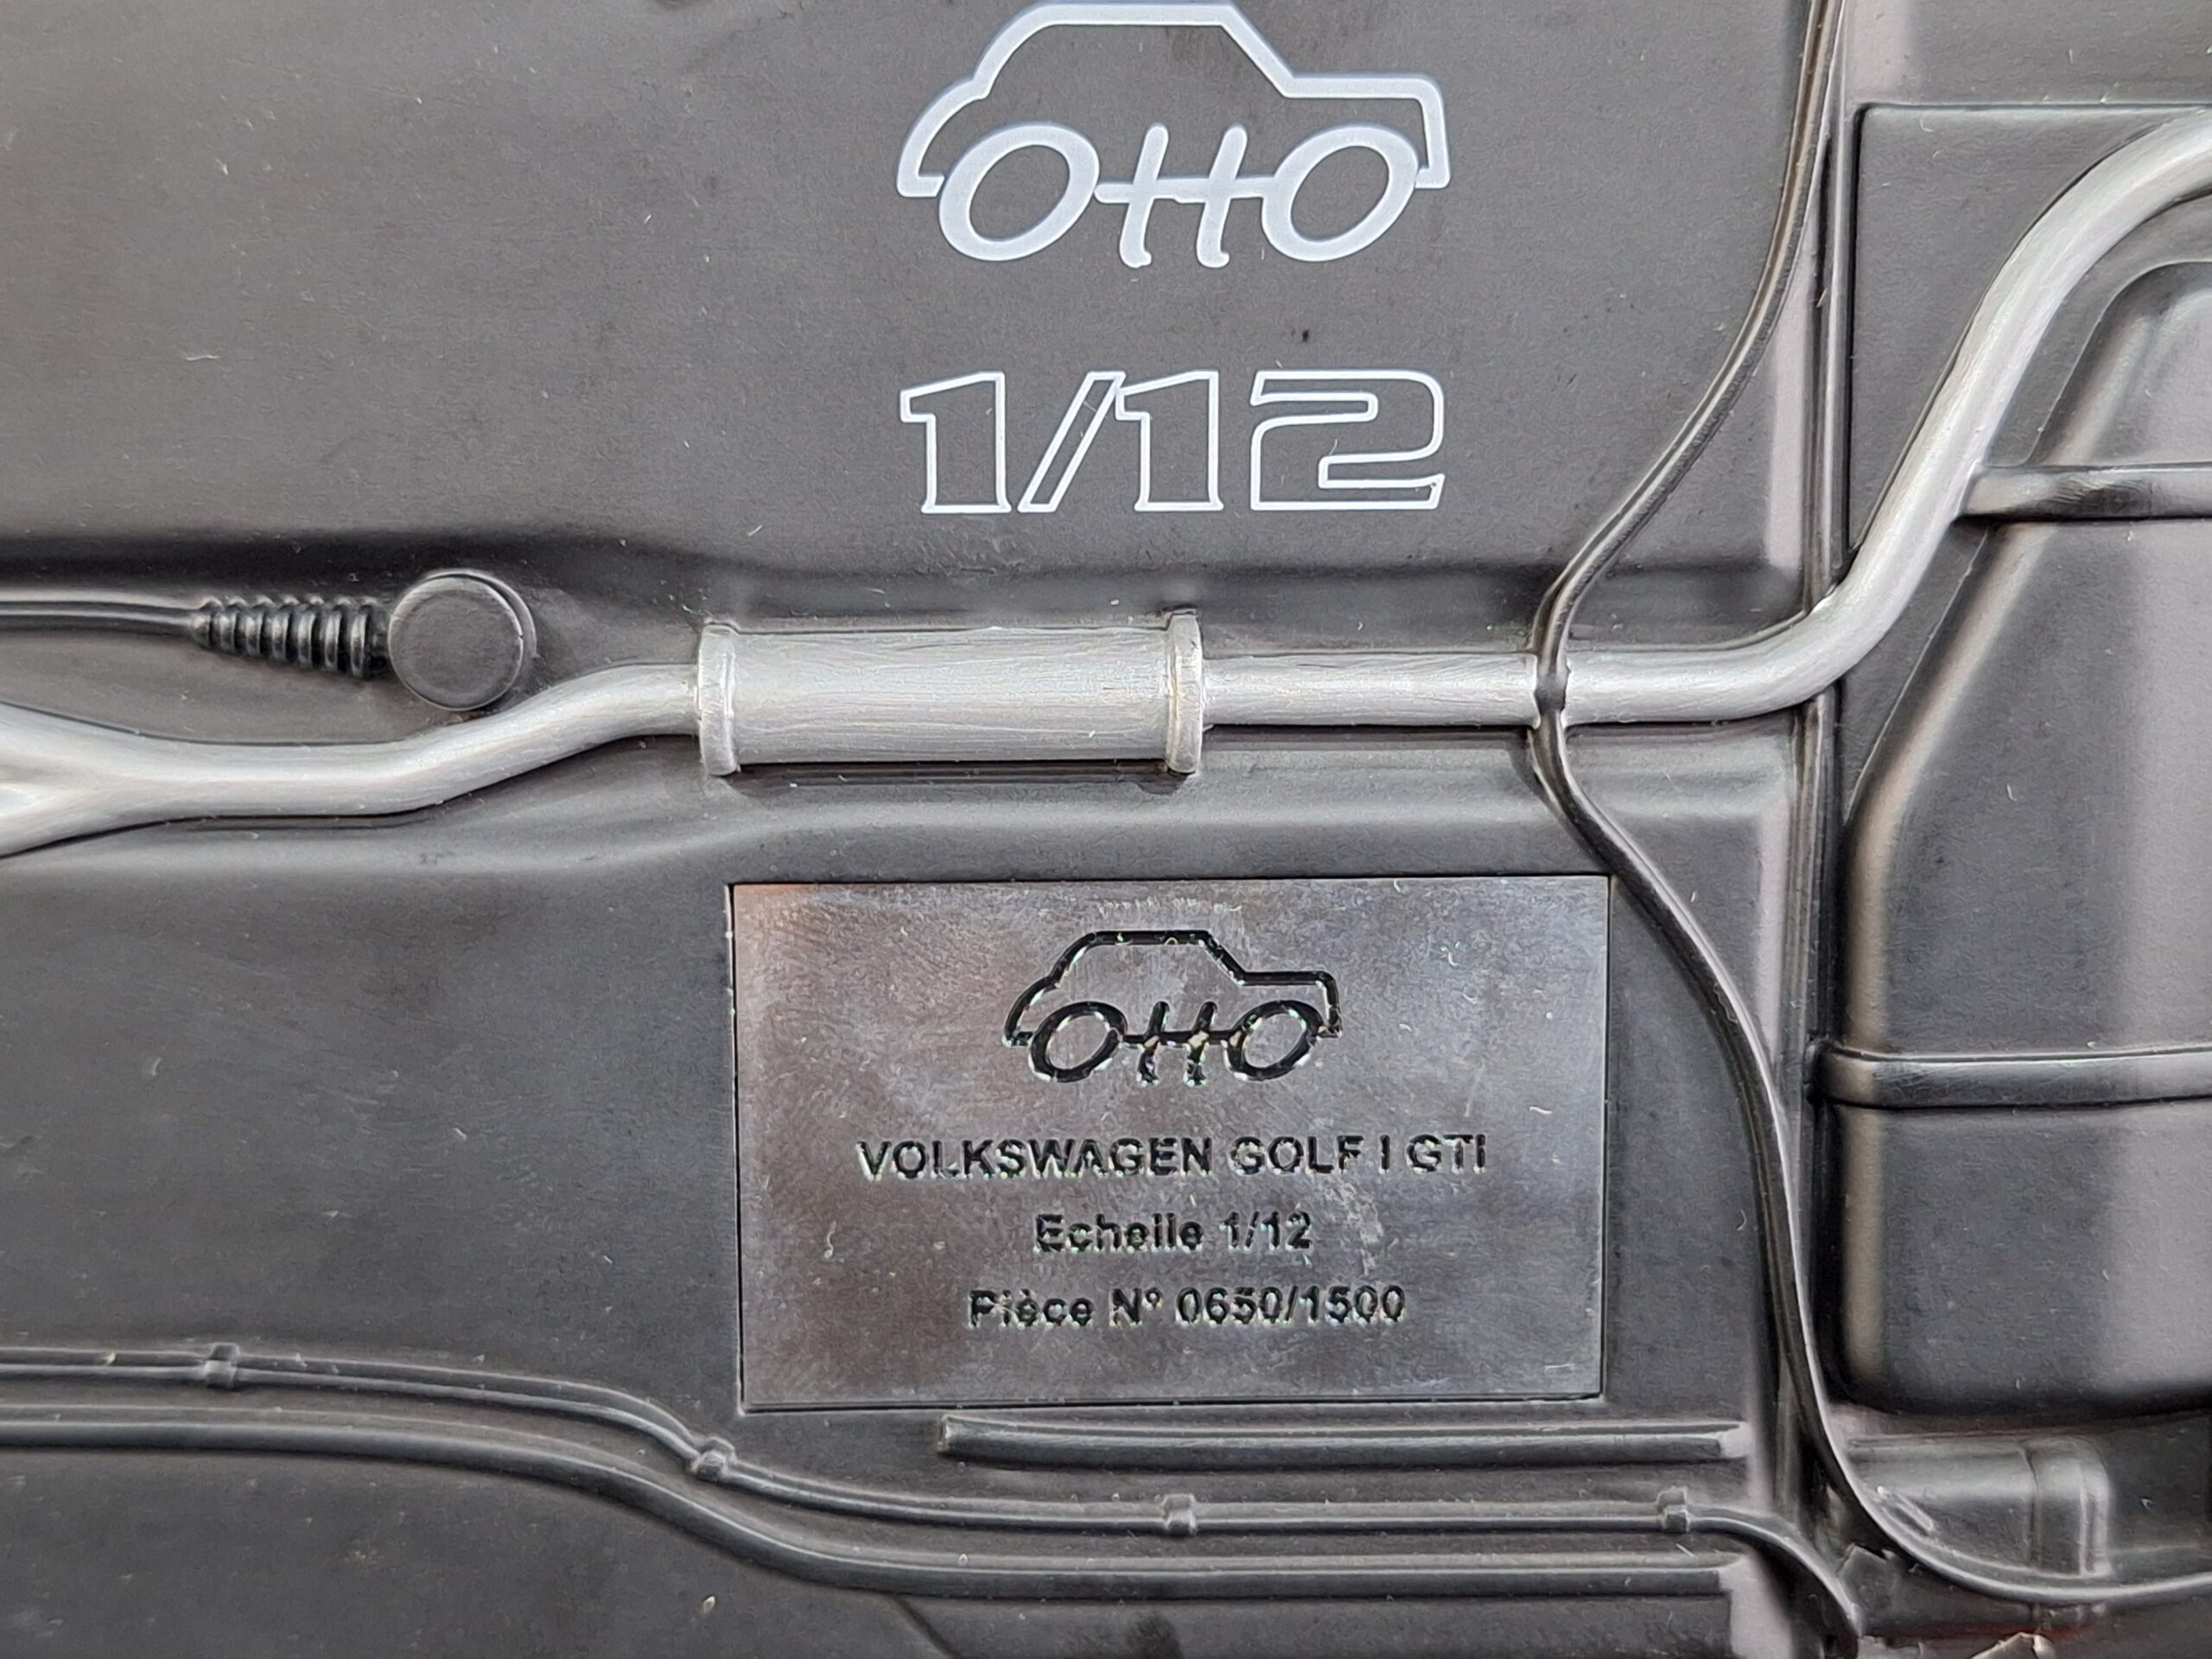 OTTO
1/12
OTTO
VOLKSWAGEN GOLF I GTI
Echelle 1/12
Pièce N° 0650/1500